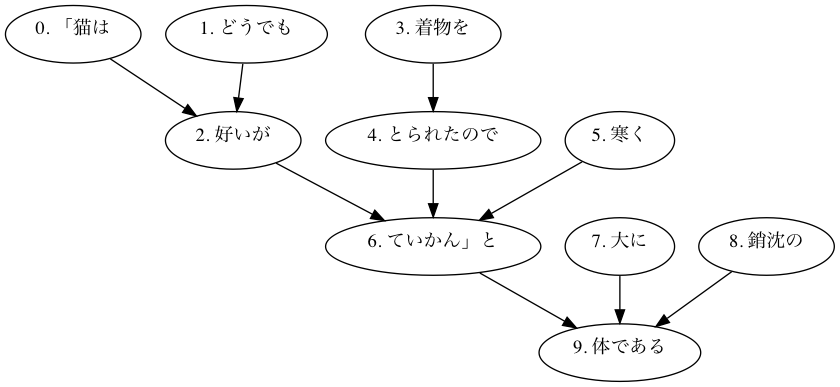 0. 「猫は
1. どうでも
3. 着物を
2. 好いが
4. とられたので
5. 寒く
6. ていかん」と
7. 大に
8. 銷沈の
9. 体である